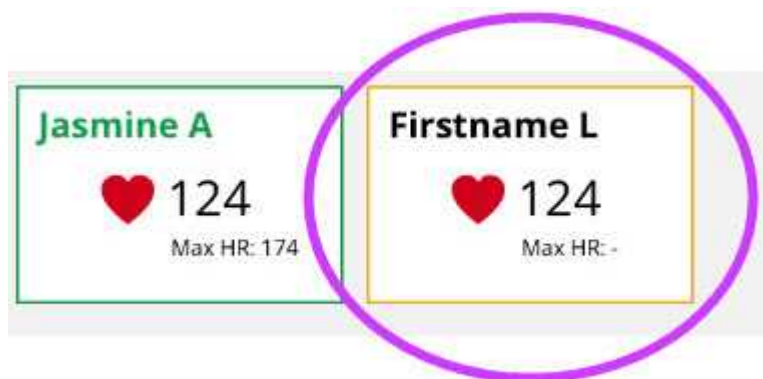 Jasmine A
124
Max HR: 174
Firstname L
124
Max HR: -